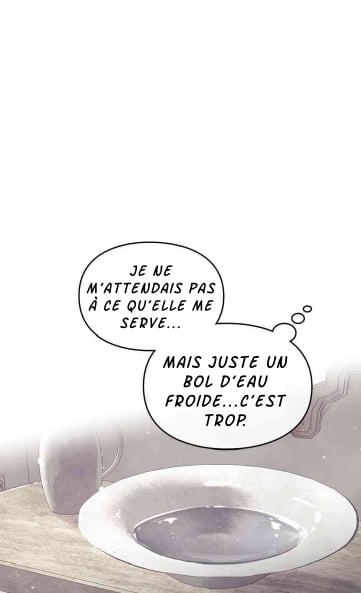 JE NE
M'ATTENDAIS PAS
À CE QU'ELLE ME
SERVE...
MAIS JUSTE UN
BOL D'EAU
FROIDE...C'EST
TROP.